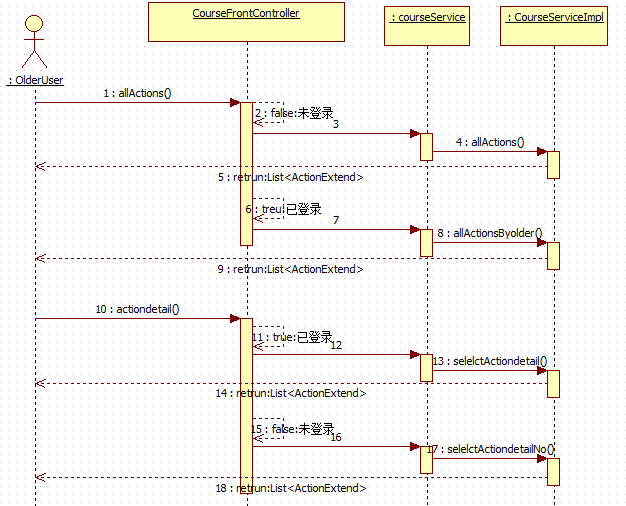 CourseFrontController
: courseService
: CourseServiceImpl
: OlderUser
1 : allActions()
2 : false:未登录
3
4 : allActions()
5 : retrun:List<ActionExtend>
6 : treu:已登录
7
8 : allActionsByolder()
9 : retrun:List<ActionExtend>
10 : actiondetail()
11 : true:已登录
12
13 : selelctActiondetail()
14 : retrun:List<ActionExtend>
15 : false:未登录
16
17 : selelctActiondetailNo()
18 : retrun:List<ActionExtend>